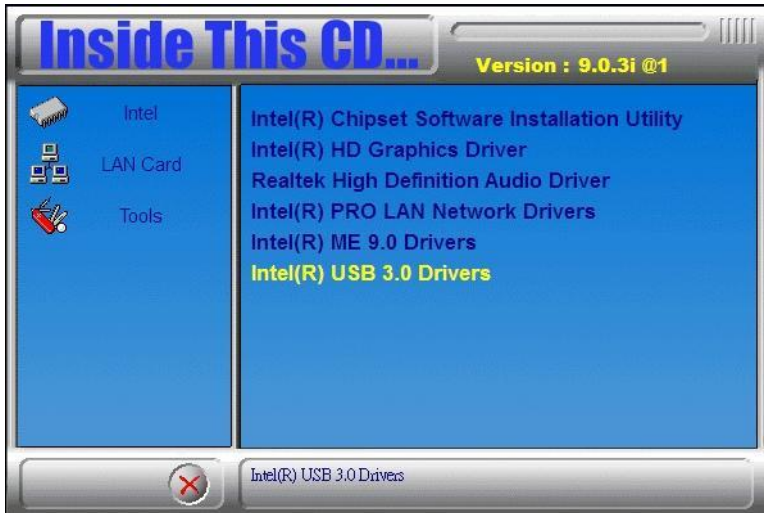 Inside This CD...
Version : 9.0.3i @1
Intel
LAN Card
Tools
Intel(R) Chipset Software Installation Utility
Intel(R) HD Graphics Driver
Realtek High Definition Audio Driver
Intel(R) PRO LAN Network Drivers
Intel(R) ME 9.0 Drivers
Intel(R) USB 3.0 Drivers
Intel(R) USB 3.0 Drivers